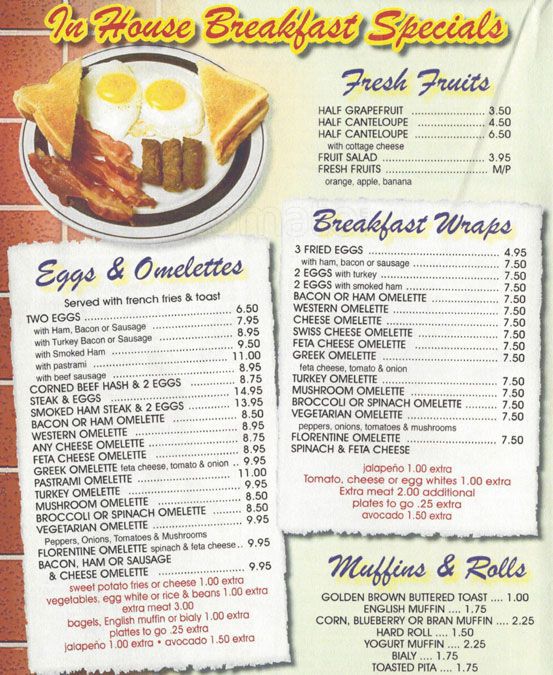 In House Breakfast Specials
Fresh Fruits
HALF GRAPEFRUIT ........................ 3.50
HALF CANTELOUPE ...................... 4.50
HALF CANTELOUPE ...................... 6.50
with cottage cheese
FRUIT SALAD ................................. 3.95
FRESH FRUITS ................................ M/P
orange, apple, banana
Eggs & Omelettes
Served with french fries & toast
TWO EGGS ........................................ 6.50
with Ham, Bacon or Sausage ........................ 7.95
with Turkey Bacon or Sausage ........................ 8.95
with Smoked Ham ........................ 9.50
with pastrami ........................ 11.00
with beef sausage ........................ 8.95
CORNED BEEF HASH & 2 EGGS ................ 8.75
STEAK & EGGS ................................ 14.95
SMOKED HAM STEAK & 2 EGGS ............ 13.95
BACON OR HAM OMELETTE .................... 8.50
WESTERN OMELETTE .......................... 8.95
ANY CHEESE OMELETTE ...................... 8.75
FETA CHEESE OMELETTE ...................... 8.95
GREEK OMELETTE feta cheese, tomato & onion .. 9.95
PASTRAMI OMELETTE .......................... 11.00
TURKEY OMELETTE .............................. 9.95
MUSHROOM OMELETTE ........................ 8.50
BROCCOLI OR SPINACH OMELETTE .......... 8.50
VEGETARIAN OMELETTE ........................ 9.95
Peppers, Onions, Tomatoes & Mushrooms
FLORENTINE OMELETTE spinach & feta cheese .. 9.95
BACON, HAM OR SAUSAGE
& CHEESE OMELETTE ........................ 9.95
sweet potato fries or cheese 1.00 extra
vegetables, egg white or rice & beans 1.00 extra
extra meat 3.00
bagels, English muffin or bialy 1.00 extra
plattes to go .25 extra
jalapeño 1.00 extra • avocado 1.50 extra
Breakfast Wraps
3 FRIED EGGS ........................................ 4.95
with ham, bacon or sausage ........................ 7.50
2 EGGS with turkey ........................ 7.50
2 EGGS with smoked ham ........................ 7.50
BACON OR HAM OMELETTE ................ 7.50
WESTERN OMELETTE ........................ 7.50
CHEESE OMELETTE ........................ 7.50
SWISS CHEESE OMELETTE ........................ 7.50
FETA CHEESE OMELETTE ........................ 7.50
GREEK OMELETTE ........................ 7.50
feta cheese, tomato & onion
TURKEY OMELETTE ........................ 7.50
MUSHROOM OMELETTE ........................ 7.50
BROCCOLI OR SPINACH OMELETTE ........ 7.50
VEGETARIAN OMELETTE ........................ 7.50
peppers, onions, tomatoes & mushrooms
FLORENTINE OMELETTE ........................ 7.50
SPINACH & FETA CHEESE
jalapeño 1.00 extra
Tomato, cheese or egg whites 1.00 extra
Extra meat 2.00 additional
plates to go .25 extra
avocado 1.50 extra
Muffins & Rolls
GOLDEN BROWN BUTTERED TOAST .... 1.00
ENGLISH MUFFIN .... 1.75
CORN, BLUEBERRY OR BRAN MUFFIN .... 2.25
HARD ROLL .... 1.50
YOGURT MUFFIN .... 2.25
BIALY .... 1.75
TOASTED PITA .... 1.75